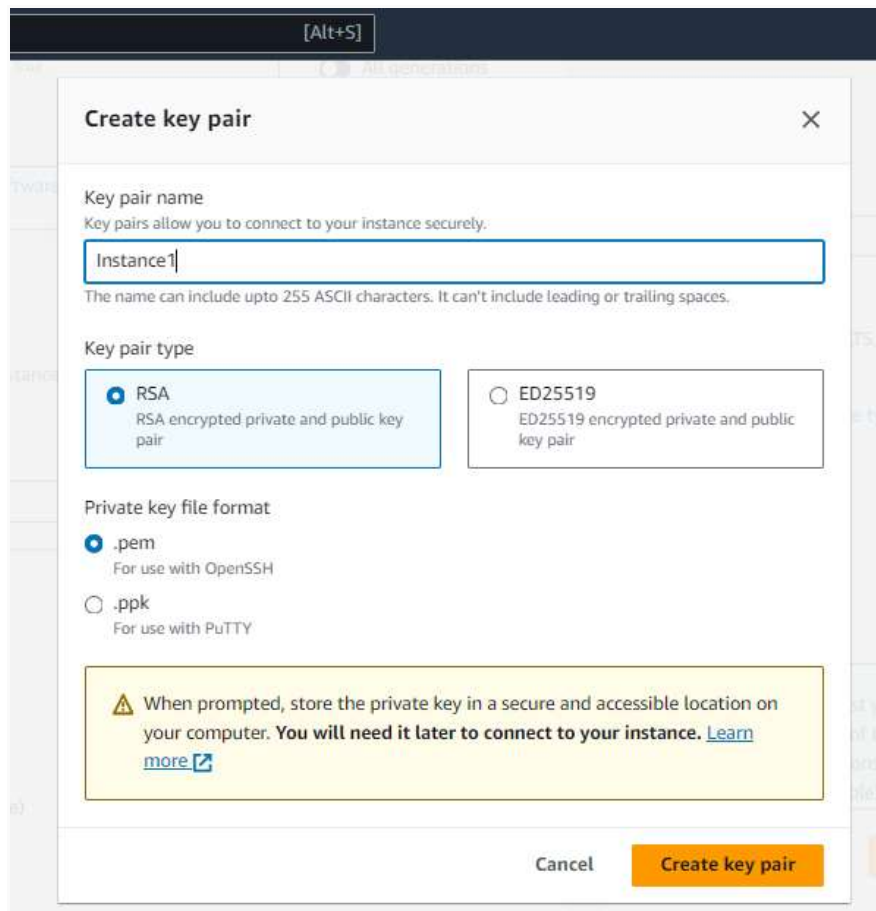 [Alt+S]
All generations
Create key pair
Key pair name
Key pairs allow you to connect to your instance securely.
Instance1
The name can include upto 255 ASCII characters. It can't include leading or trailing spaces.
Key pair type
RSA
RSA encrypted private and public key
pair
ED25519
ED25519 encrypted private and public
key pair
Private key file format
.pem
For use with OpenSSH
.ppk
For use with PuTTY
When prompted, store the private key in a secure and accessible location on
your computer. You will need it later to connect to your instance. Learn
more
Cancel
Create key pair